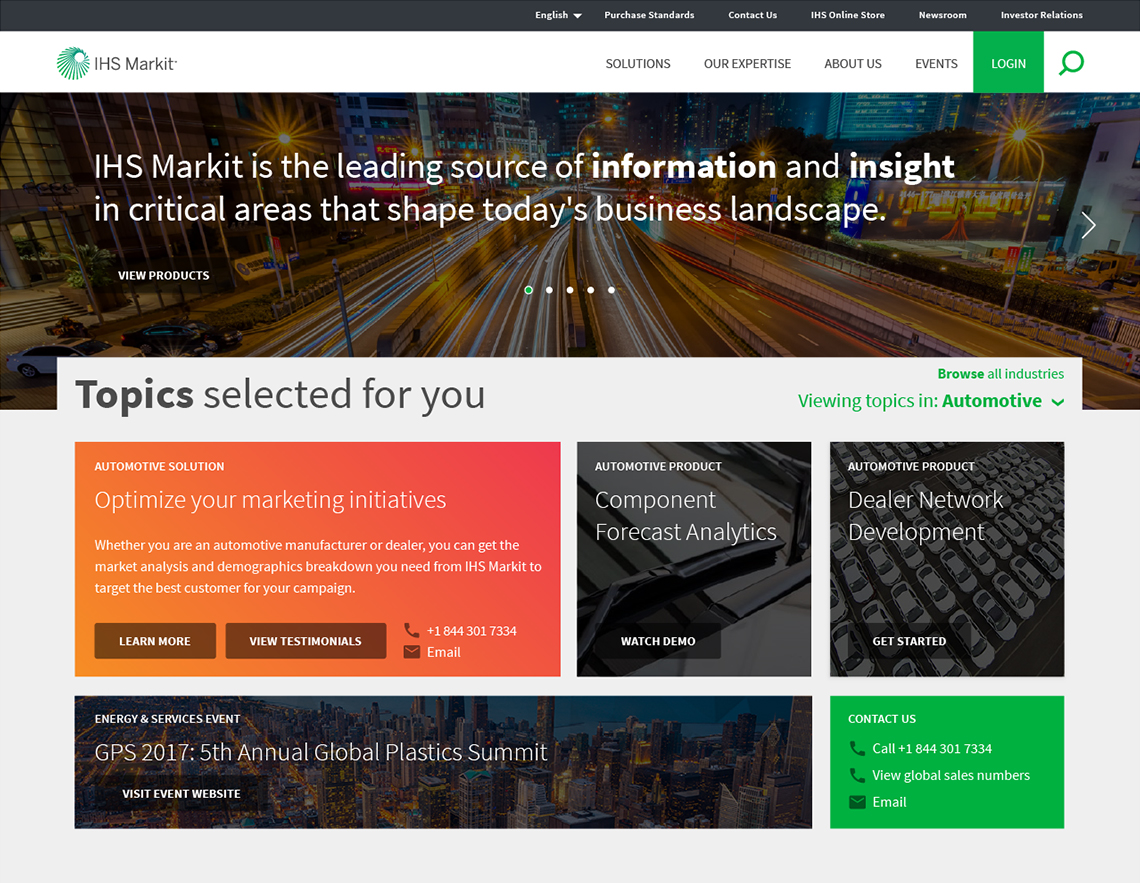 English
Purchase Standards
Contact Us
IHS Online Store
Newsroom
Investor Relations
IHS Markit
SOLUTIONS
OUR EXPERTISE
ABOUT US
EVENTS
LOGIN
IHS Markit is the leading source of information and insight
in critical areas that shape today's business landscape.
VIEW PRODUCTS
Topics selected for you
Browse all industries
Viewing topics in: Automotive
AUTOMOTIVE SOLUTION
Optimize your marketing initiatives
Whether you are an automotive manufacturer or dealer, you can get the
market analysis and demographics breakdown you need from IHS Markit to
target the best customer for your campaign.
LEARN MORE
VIEW TESTIMONIALS
+1 844 301 7334
Email
AUTOMOTIVE PRODUCT
Component
Forecast Analytics
WATCH DEMO
AUTOMOTIVE PRODUCT
Dealer Network
Development
GET STARTED
ENERGY & SERVICES EVENT
GPS 2017: 5th Annual Global Plastics Summit
VISIT EVENT WEBSITE
CONTACT US
Call +1 844 301 7334
View global sales numbers
Email